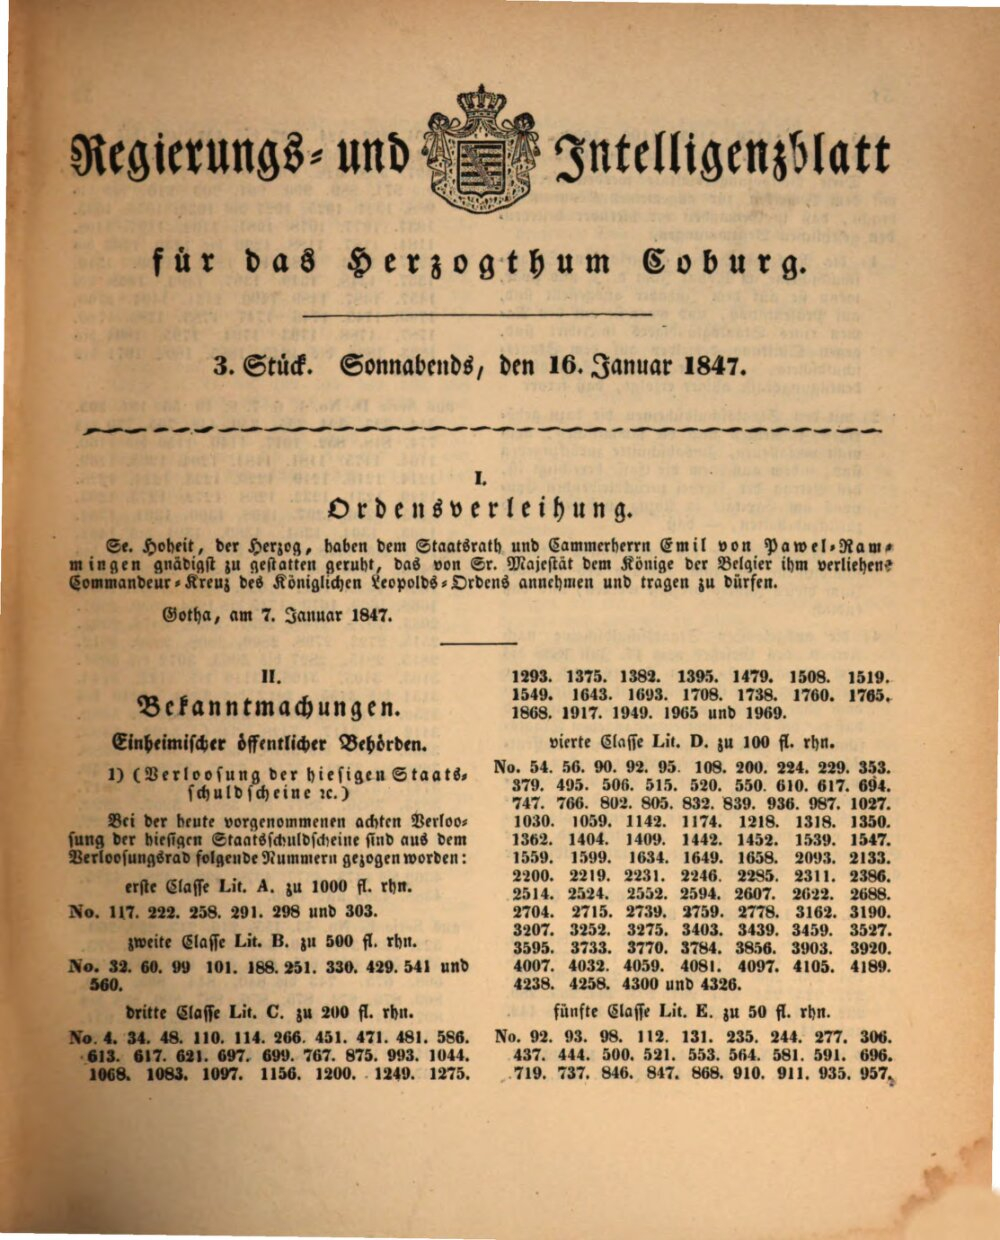 Regierungs- und Intelligenzblatt
für das Herzogthum Coburg.
3. Stück. Sonnabends, den 16. Januar 1847.
I.
Ordensverleihung.
Se. Hoheit, der Herzog, haben dem Staatsrath und Cammerherrn Emil von Pawel-Ram-
mingen gnädigst zu gestatten geruht, das von Sr. Majestät dem Könige der Belgier ihm verliehene
Commandeur-Kreuz des Königlichen Leopolds-Ordens annehmen und tragen zu dürfen.
Gotha, am 7. Januar 1847.
II.
Bekanntmachungen.
Einheimischer öffentlicher Behörden.
1) (Verloosung der hiesigen Staats-
schuldscheine ꝛc.)
Bei der heute vorgenommenen achten Verloo-
sung der hiesigen Staatsschuldscheine sind aus dem
Verloosungsrad folgende Nummern gezogen worden:
erste Classe Lit. A. zu 1000 fl. rhn.
No. 117. 222. 258. 291. 298 und 303.
zweite Classe Lit. B. zu 500 fl. rhn.
No. 32. 60. 99 101. 188. 251. 330. 429. 541 und
560.
dritte Classe Lit. C. zu 200 fl. rhn.
No. 4. 34. 48. 110. 114. 266. 451. 471. 481. 586.
613. 617. 621. 697. 699. 767. 875. 993. 1044.
1068. 1083. 1097. 1156. 1200. 1249. 1275.
1293. 1375. 1382. 1395. 1479. 1508. 1519.
1549. 1643. 1693. 1708. 1738. 1760. 1765.
1868. 1917. 1949. 1965 und 1969.
vierte Classe Lit. D. zu 100 fl. rhn.
No. 54. 56. 90. 92. 95. 108. 200. 224. 229. 353.
379. 495. 506. 515. 520. 550. 610. 617. 694.
747. 766. 802. 805. 832. 839. 936. 987. 1027.
1030. 1059. 1142. 1174. 1218. 1318. 1350.
1362. 1404. 1409. 1442. 1452. 1539. 1547.
1559. 1599. 1634. 1649. 1658. 2093. 2133.
2200. 2219. 2231. 2246. 2285. 2311. 2386.
2514. 2524. 2552. 2594. 2607. 2622. 2688.
2704. 2715. 2739. 2759. 2778. 3162. 3190.
3207. 3252. 3275. 3403. 3439. 3459. 3527.
3595. 3733. 3770. 3784. 3856. 3903. 3920.
4007. 4032. 4059. 4081. 4097. 4105. 4189.
4238. 4258. 4300 und 4326.
fünfte Classe Lit. E. zu 50 fl. rhn.
No. 92. 93. 98. 112. 131. 235. 244. 277. 306.
437. 444. 500. 521. 553. 564. 581. 591. 696.
719. 737. 846. 847. 868. 910. 911. 935. 957.